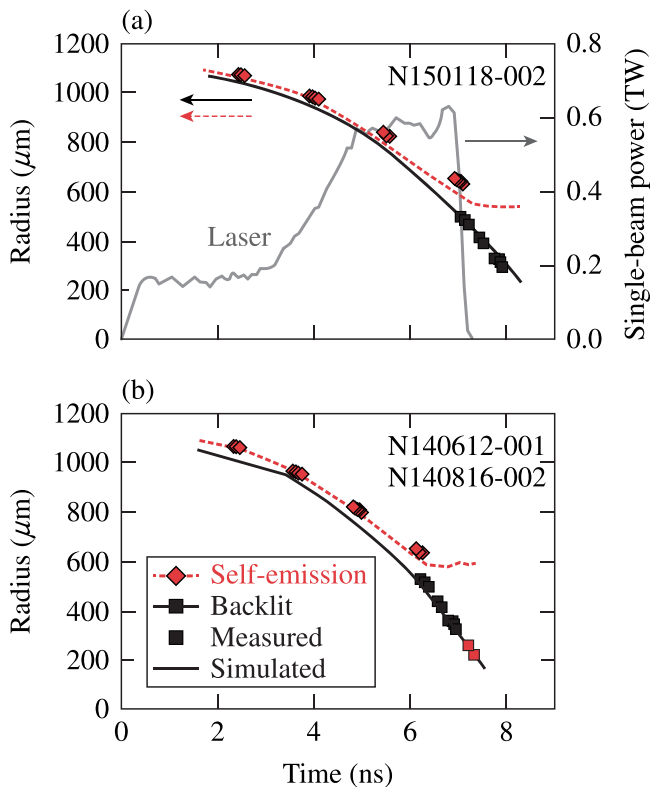 (a)
1200
1000
800
600
400
200
0
Radius (μm)
0.8
0.6
0.4
0.2
0.0
Single-beam power (TW)
N150118-002
Laser
(b)
1200
1000
800
600
400
200
0
Radius (μm)
N140612-001
N140816-002
Self-emission
Backlit
Measured
Simulated
0 2 4 6 8
Time (ns)